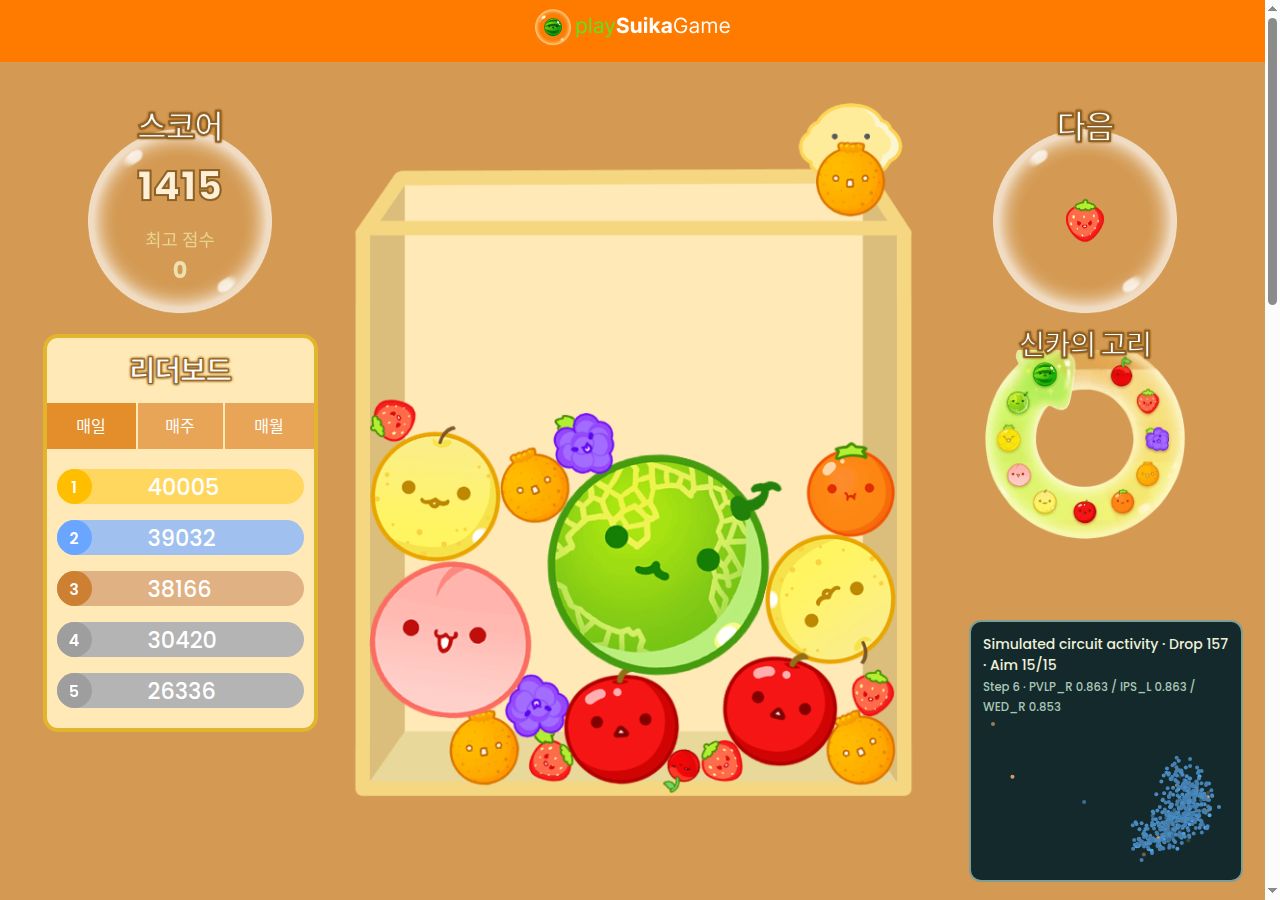 playSuikaGame
스코어
1415
최고 점수
0
다음
신카의 고리
리더보드
매일 매주 매월
1 40005
2 39032
3 38166
4 30420
5 26336
Simulated circuit activity · Drop 157
· Aim 15/15
Step 6 · PVLP_R 0.863 / IPS_L 0.863 /
WED_R 0.853